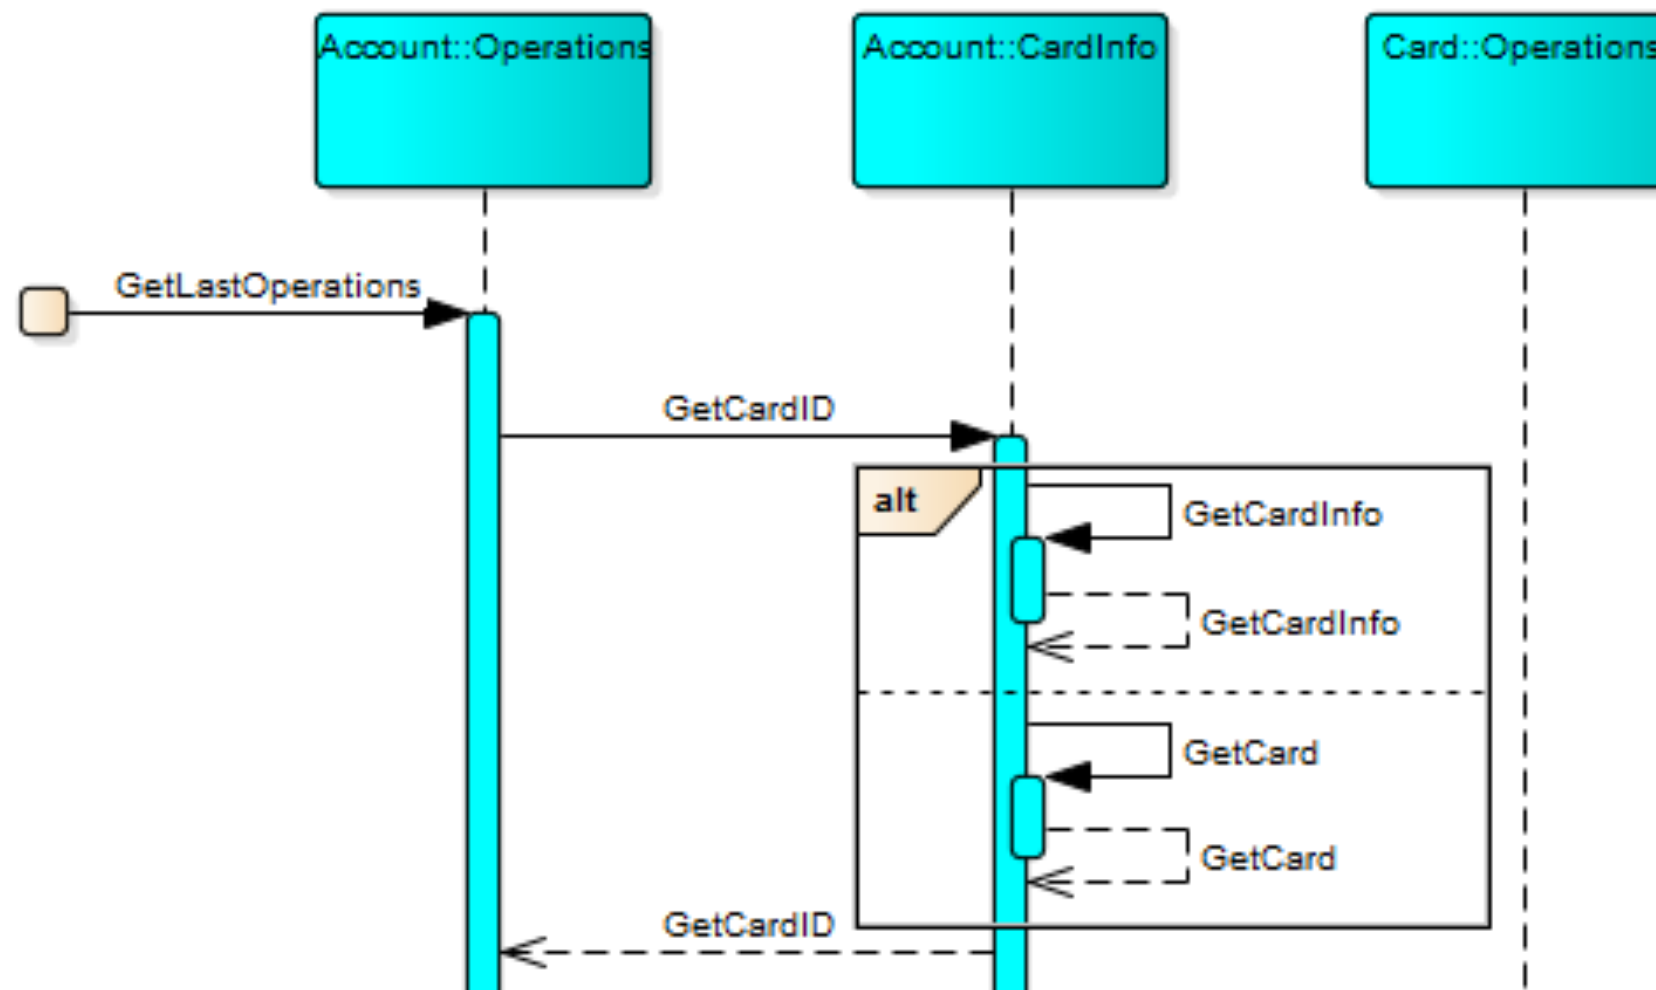 Account::Operations
Account::CardInfo
Card::Operations
GetLastOperations
GetCardID
alt
GetCardInfo
GetCardInfo
GetCard
GetCard
GetCardID